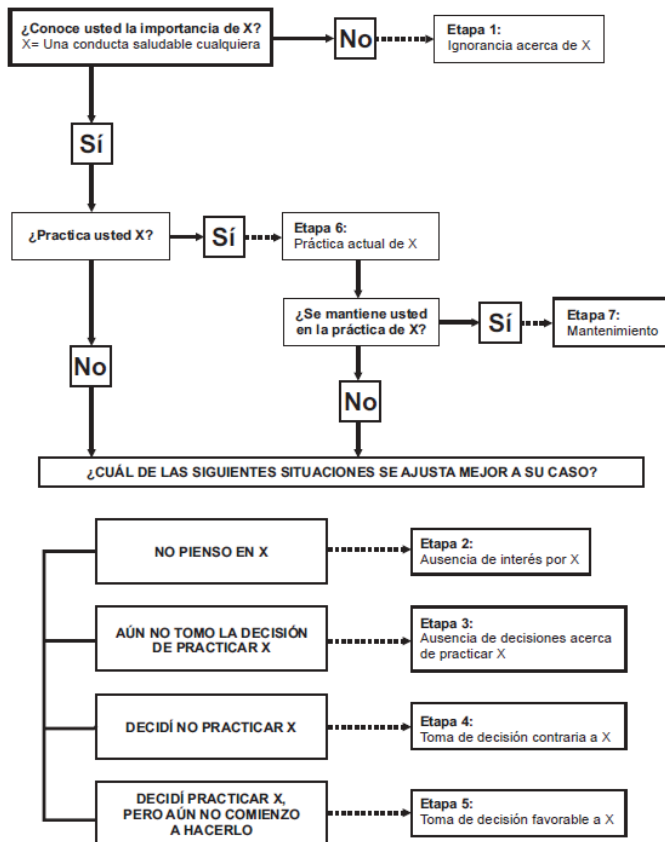 ¿Conoce usted la importancia de X?
X= Una conducta saludable cualquiera
No
Etapa 1:
Ignorancia acerca de X
Sí
¿Practica usted X?
Sí
Etapa 6:
Práctica actual de X
¿Se mantiene usted
en la práctica de X?
Sí
Etapa 7:
Mantenimiento
No
No
¿CUÁL DE LAS SIGUIENTES SITUACIONES SE AJUSTA MEJOR A SU CASO?
NO PIENSO EN X
Etapa 2:
Ausencia de interés por X
AÚN NO TOMO LA DECISIÓN
DE PRACTICAR X
Etapa 3:
Ausencia de decisiones acerca
de practicar X
DECIDÍ NO PRACTICAR X
Etapa 4:
Toma de decisión contraria a X
DECIDÍ PRACTICAR X,
PERO AÚN NO COMIENZO
A HACERLO
Etapa 5:
Toma de decisión favorable a X